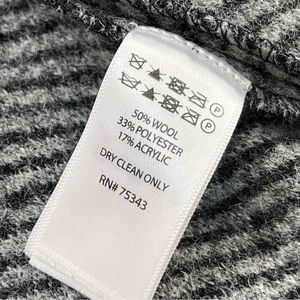 Ⓟ
Ⓟ
50% WOOL
33% POLYESTER
17% ACRYLIC
DRY CLEAN ONLY
RN# 75343